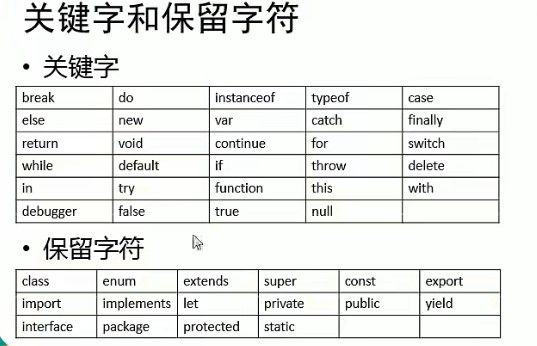 关键字和保留字符
• 关键字
break do instanceof typeof case
else new var catch finally
return void continue for switch
while default if throw delete
in try function this with
debugger false true null
• 保留字符
class enum extends super const export
import implements let private public yield
interface package protected static